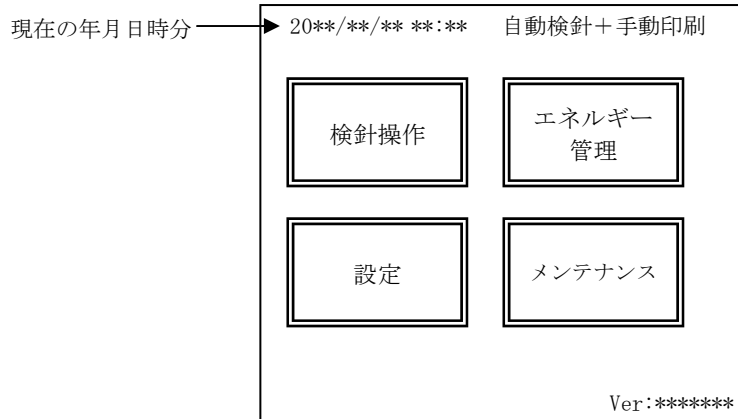 現在の年月日時分
20**/**/** **:** 自動検針＋手動印刷
検針操作
エネルギー
管理
設定
メンテナンス
Ver:*******